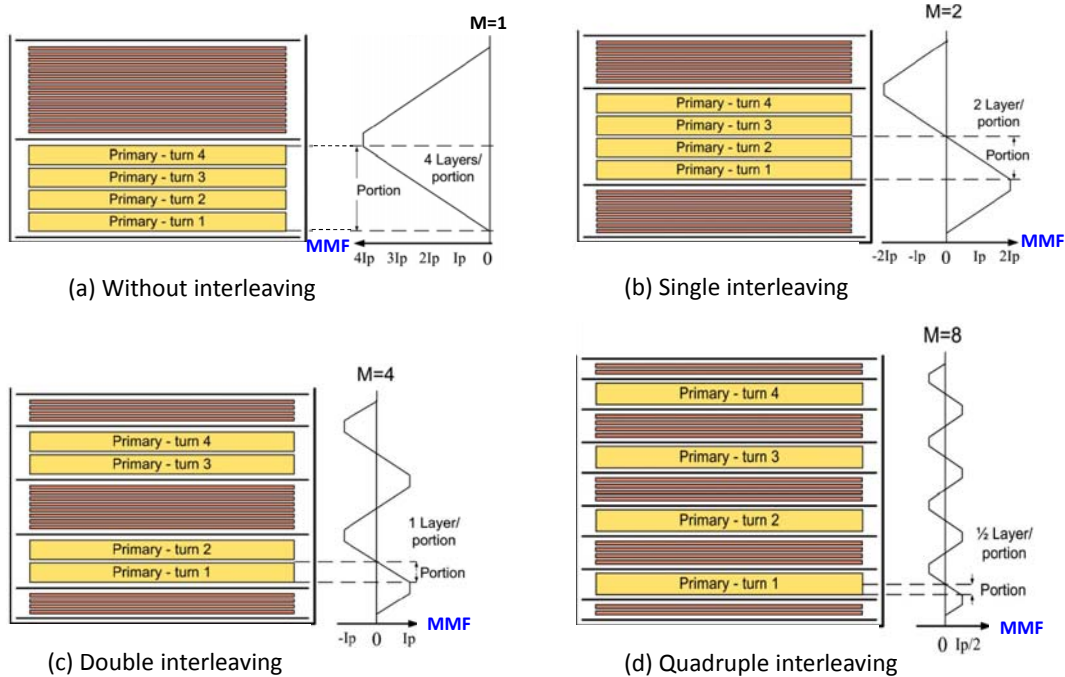 M=1
Primary - turn 4
Primary - turn 3
Primary - turn 2
Primary - turn 1
4 Layers/
portion
Portion
MMF
4Ip 3Ip 2Ip Ip 0
(a) Without interleaving
M=2
Primary - turn 4
Primary - turn 3
Primary - turn 2
Primary - turn 1
2 Layer/
portion
Portion
MMF
-2Ip -Ip 0 Ip 2Ip
(b) Single interleaving
M=4
Primary - turn 4
Primary - turn 3
Primary - turn 2
Primary - turn 1
1 Layer/
portion
Portion
MMF
-Ip 0 Ip
(c) Double interleaving
M=8
Primary - turn 4
Primary - turn 3
Primary - turn 2
Primary - turn 1
½ Layer/
portion
Portion
MMF
0 Ip/2
(d) Quadruple interleaving